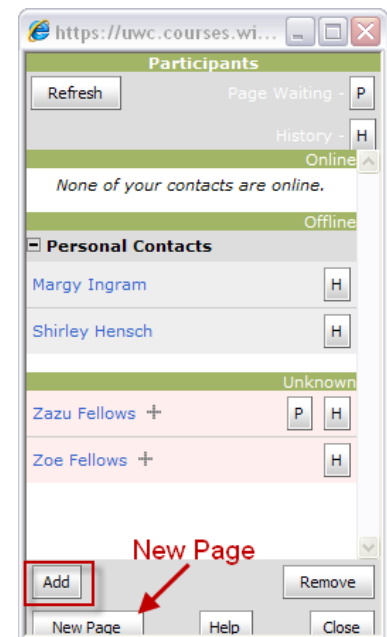 https://uwc.courses.wi...
Participants
Refresh Page Waiting - P
History - H
Online
None of your contacts are online.
Offline
Personal Contacts
Margy Ingram H
Shirley Hensch H
Unknown
Zazu Fellows P H
Zoe Fellows H
New Page
Add Remove
New Page Help Close